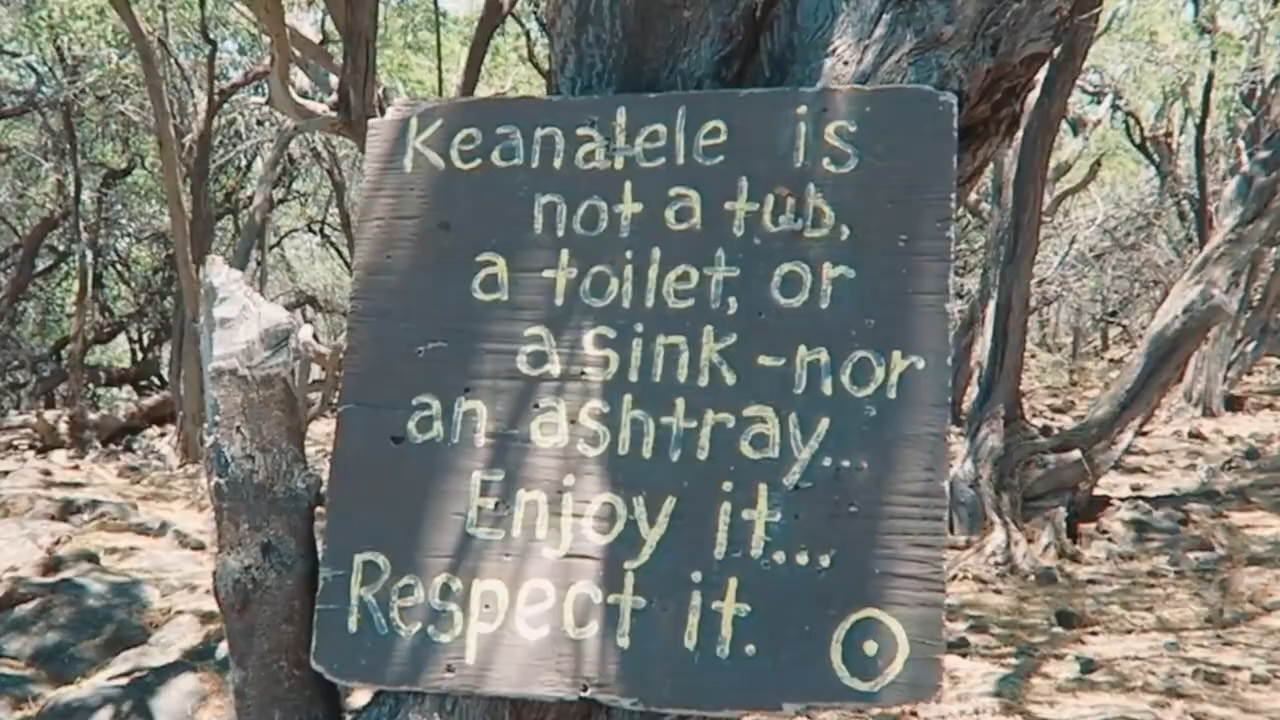 Keanalele is
not a tub,
a toilet, or
a sink - nor
an ashtray...
Enjoy it...
Respect it.